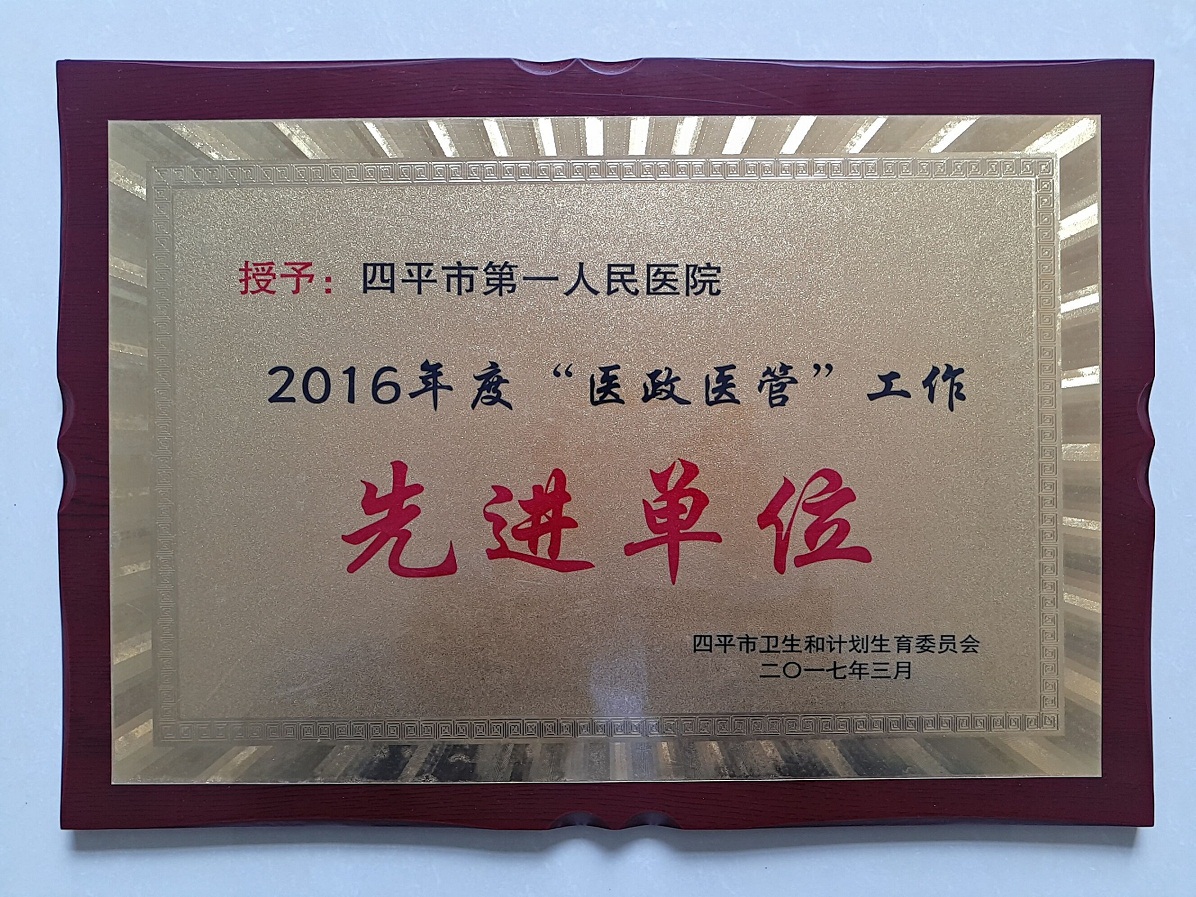 授予：四平市第一人民医院
2016年度“医政医管”工作
先进单位
四平市卫生和计划生育委员会
二〇一七年三月